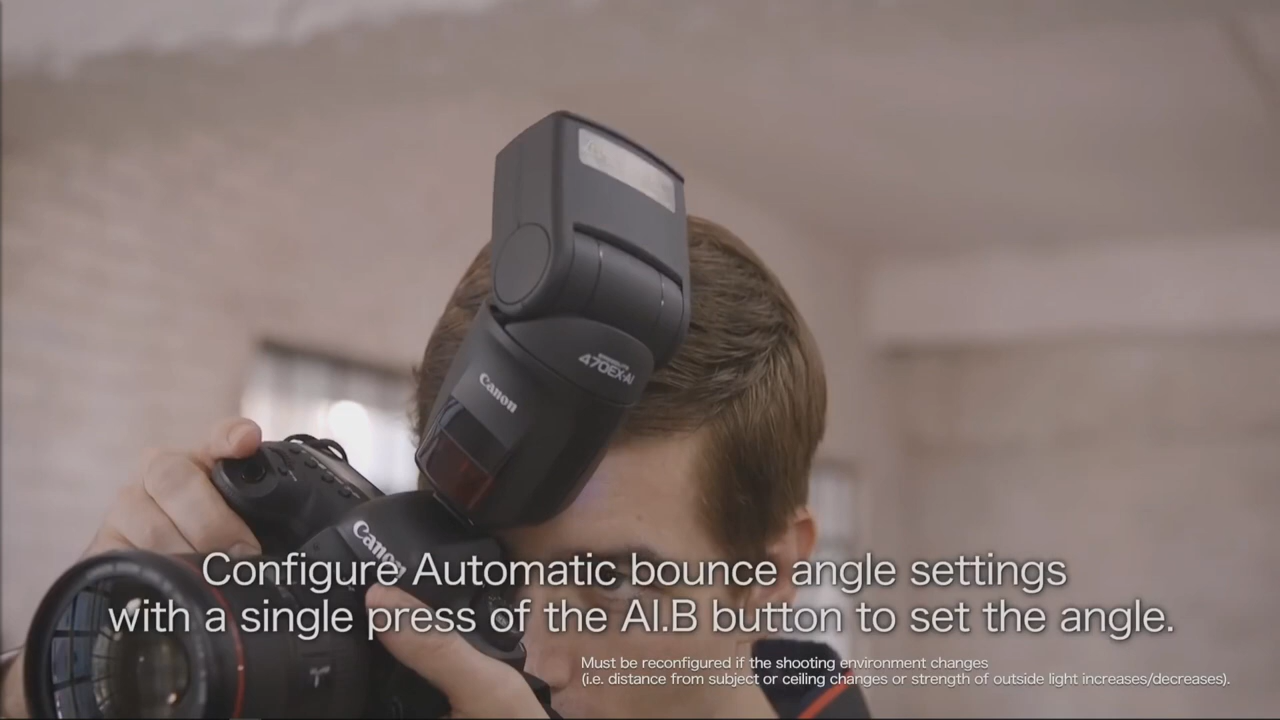 SPEEDLITE
470EX-AI
Canon
Canon
Configure Automatic bounce angle settings
with a single press of the AI.B button to set the angle.
Must be reconfigured if the shooting environment changes
(i.e. distance from subject or ceiling changes or strength of outside light increases/decreases).